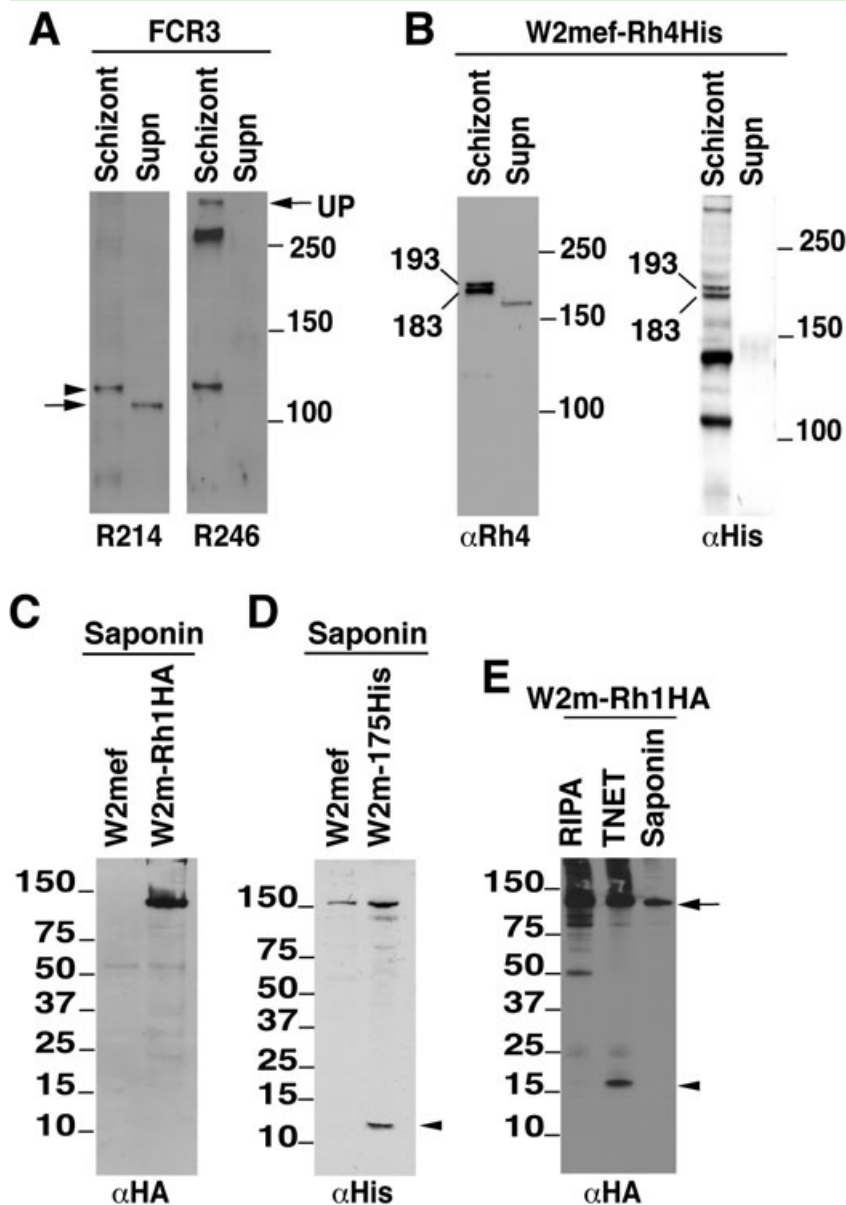 A
FCR3
Schizont
Supn
Schizont
Supn
UP
250
150
100
R214
R246
B
W2mef-Rh4His
Schizont
Supn
193
183
250
150
100
αRh4
Schizont
Supn
193
183
250
150
100
αHis
C
Saponin
W2mef
W2m-Rh1HA
150
75
50
37
25
15
10
αHA
D
Saponin
W2mef
W2m-175His
150
75
50
37
25
15
10
αHis
E
W2m-Rh1HA
RIPA
TNET
Saponin
150
75
50
37
25
15
10
αHA